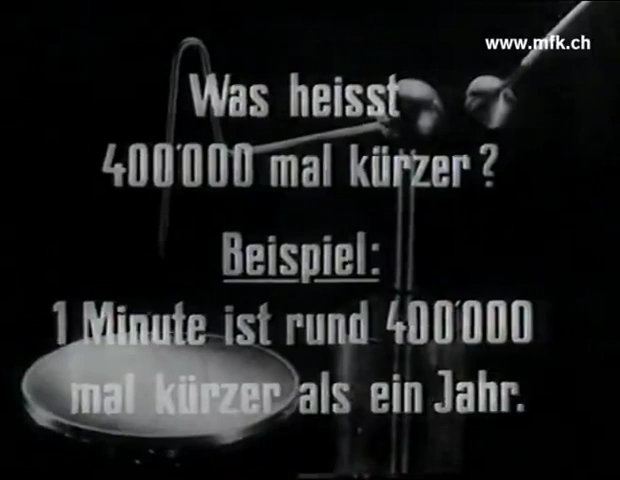 www.mfk.ch
Was heisst
400'000 mal kürzer?
Beispiel:
1 Minute ist rund 400'000
mal kürzer als ein Jahr.